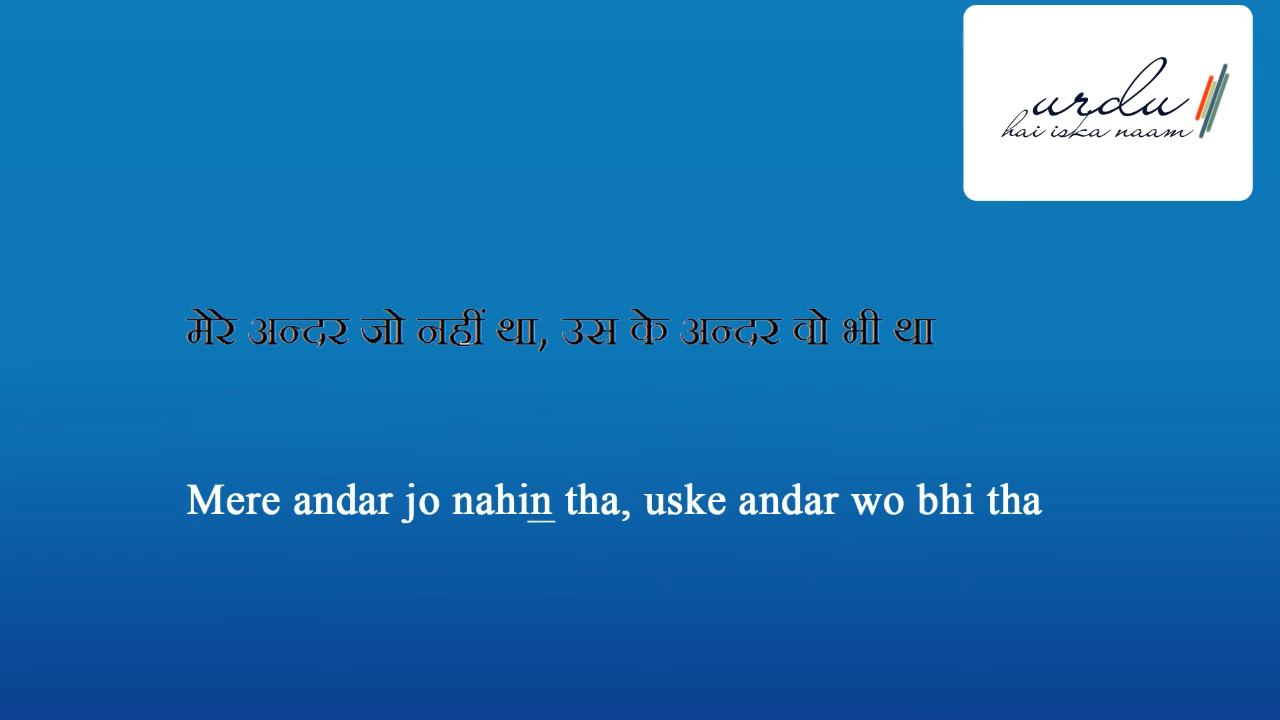 urdu
hai iska naam
मेरे अन्दर जो नहीं था, उस के अन्दर वो भी था
Mere andar jo nahin tha, uske andar wo bhi tha